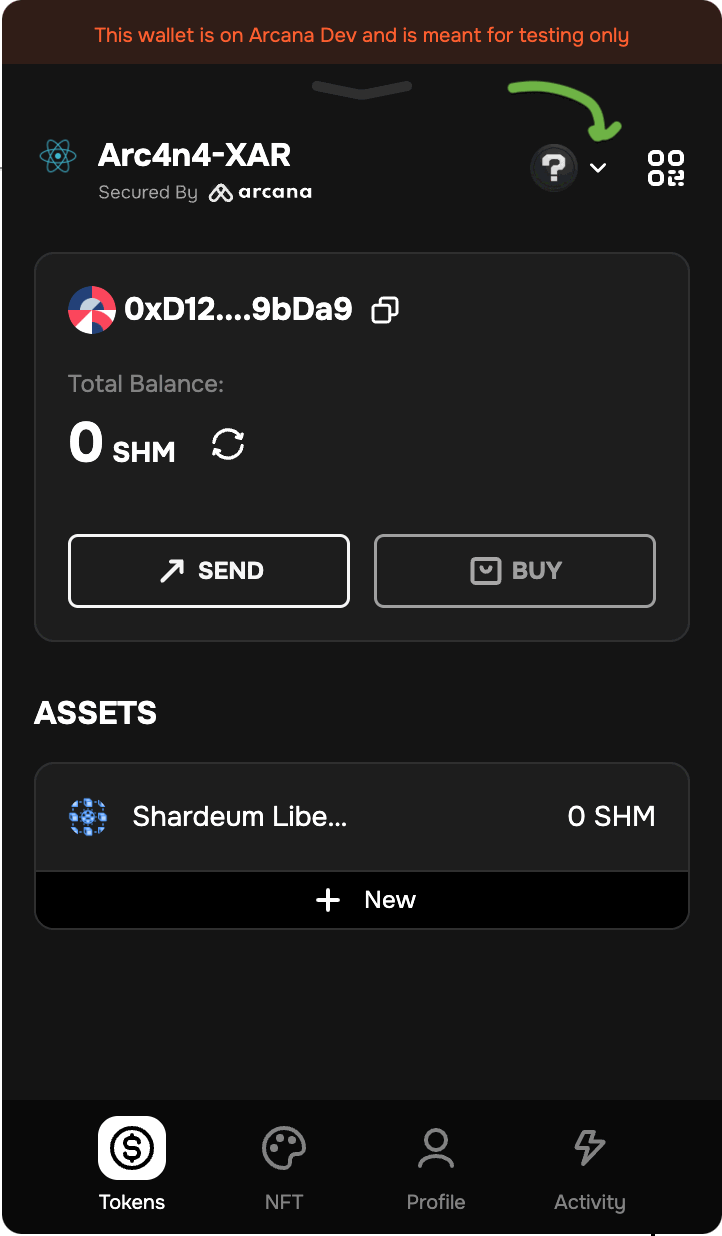 This wallet is on Arcana Dev and is meant for testing only
Arc4n4-XAR
Secured By arcana
0xD12....9bDa9
Total Balance:
0 SHM
SEND
BUY
ASSETS
Shardeum Libe... 0 SHM
+ New
Tokens NFT Profile Activity